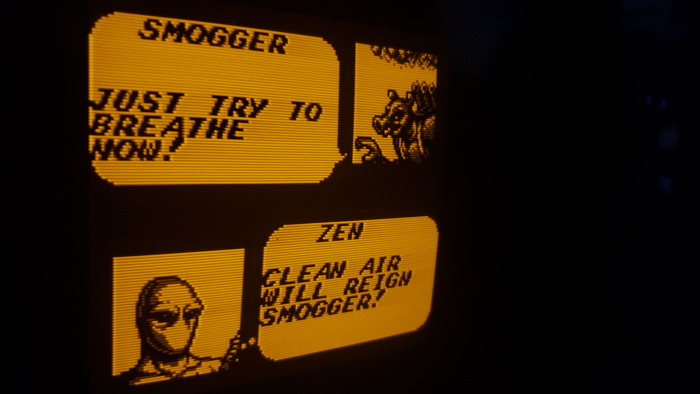 SMOGGER
JUST TRY TO
BREATHE
NOW!
ZEN
CLEAN AIR
WILL REIGN
SMOGGER!